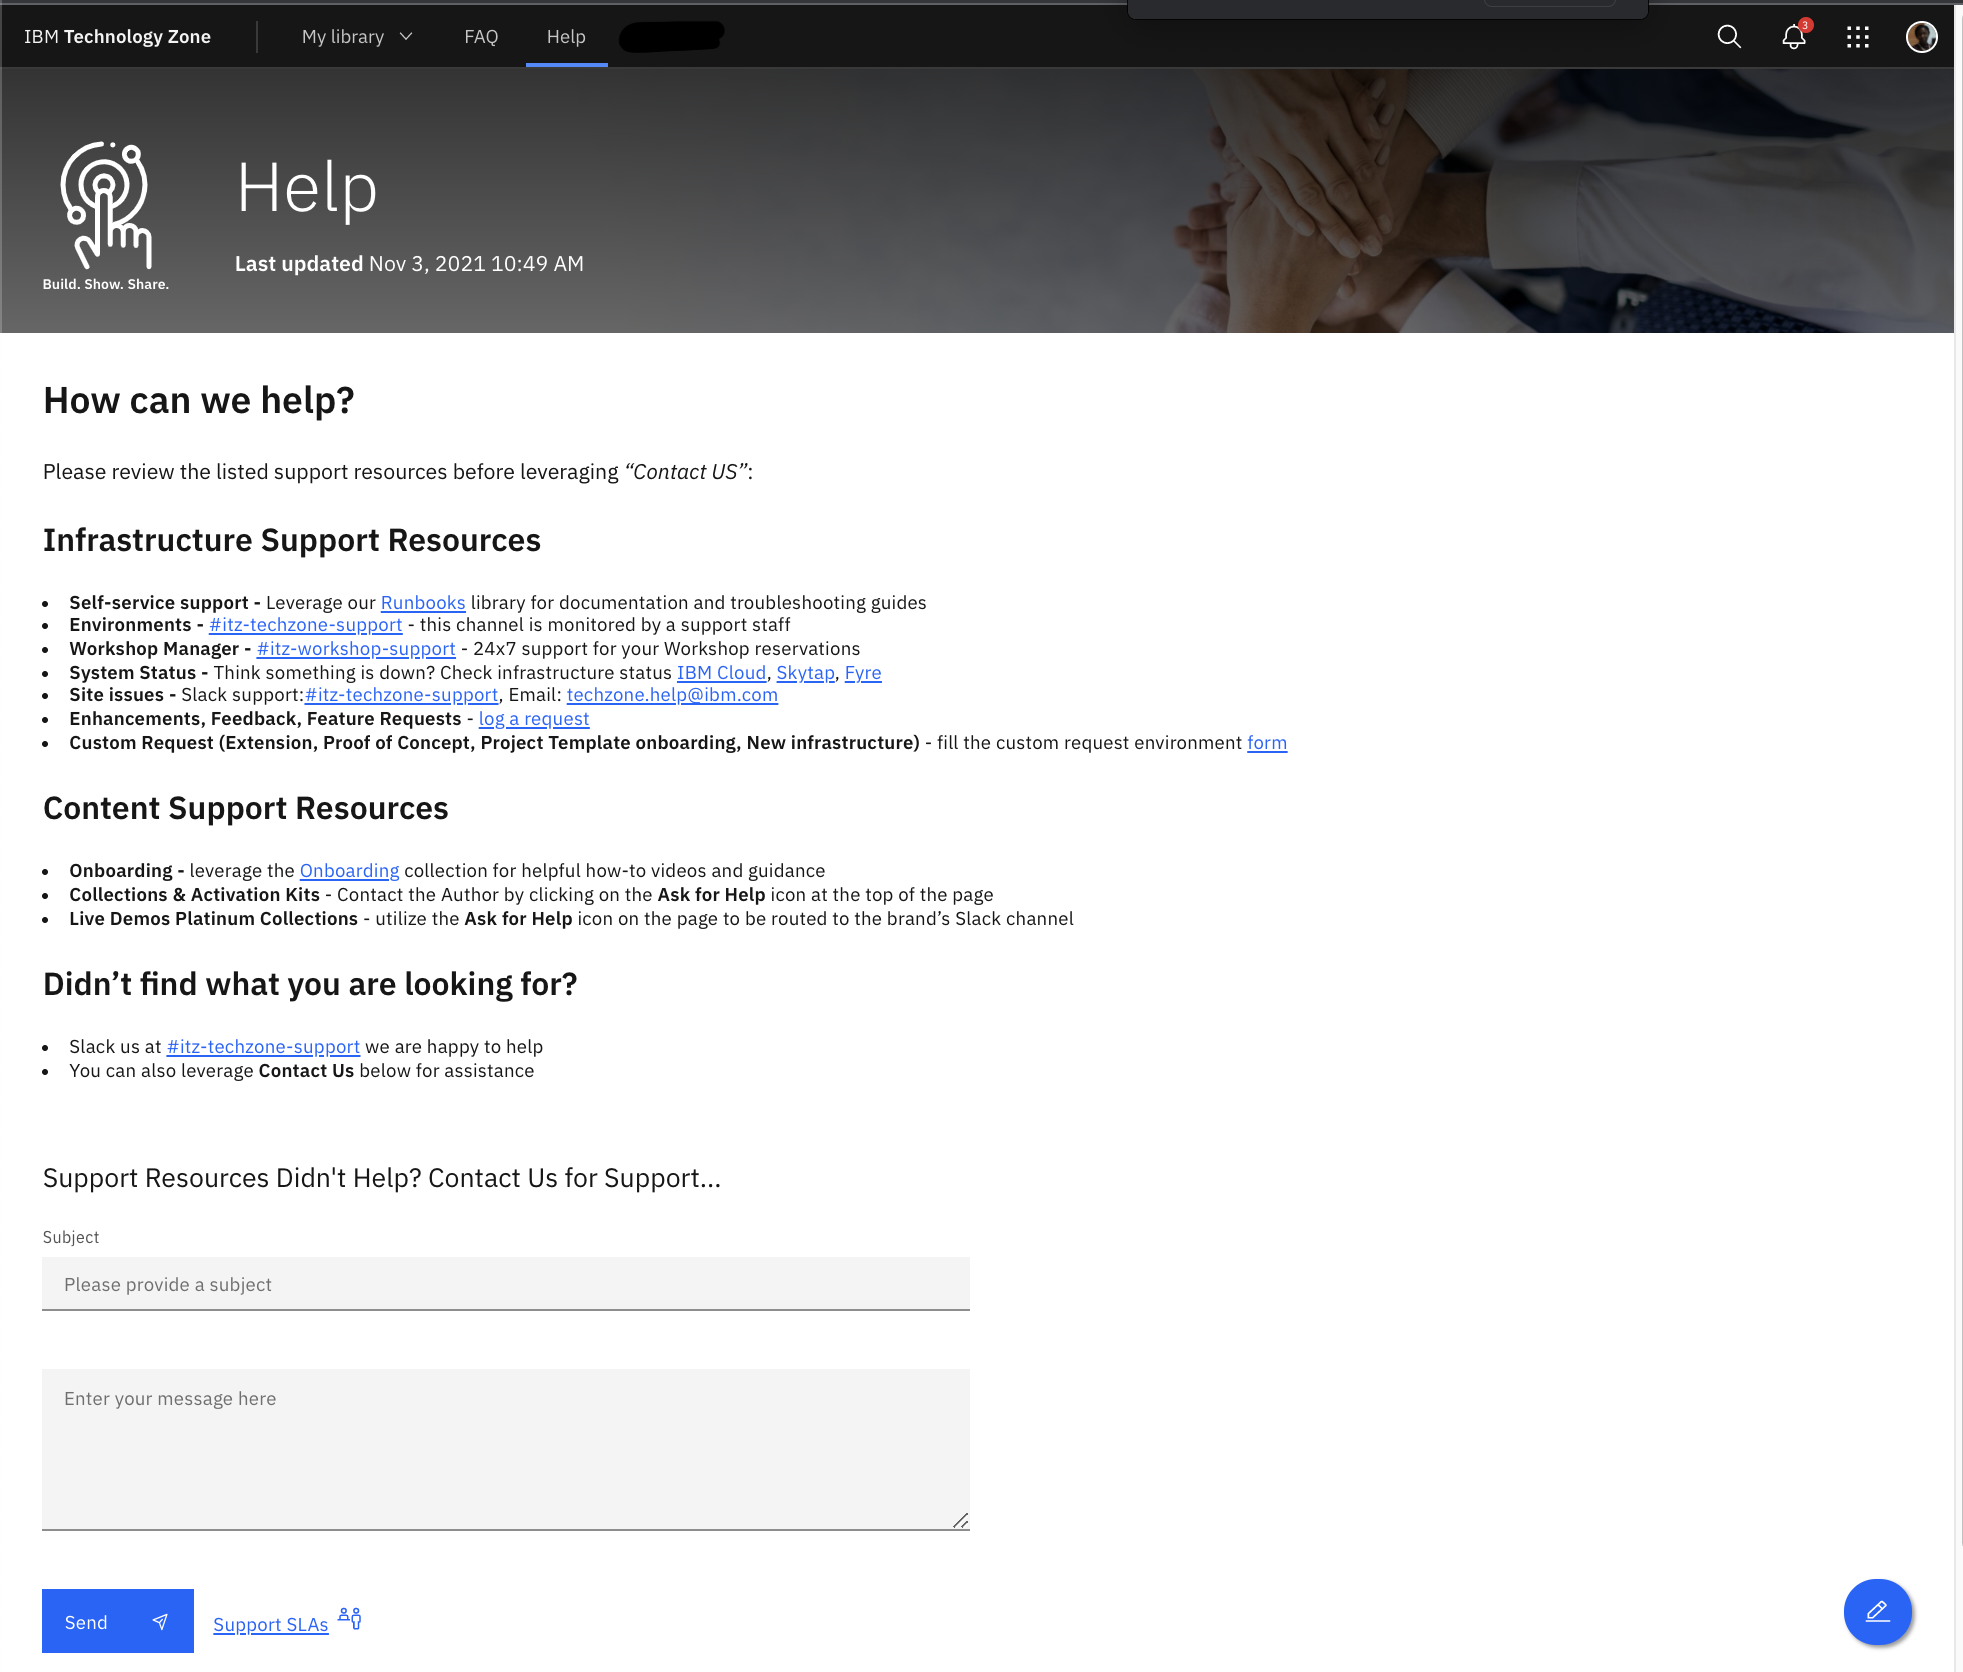 IBM Technology Zone
My library
FAQ
Help
3
Help
Last updated Nov 3, 2021 10:49 AM
Build. Show. Share.
How can we help?
Please review the listed support resources before leveraging “Contact US”:
Infrastructure Support Resources
Self-service support - Leverage our Runbooks library for documentation and troubleshooting guides
Environments - #itz-techzone-support - this channel is monitored by a support staff
Workshop Manager - #itz-workshop-support - 24x7 support for your Workshop reservations
System Status - Think something is down? Check infrastructure status IBM Cloud, Skytap, Fyre
Site issues - Slack support:#itz-techzone-support, Email: techzone.help@ibm.com
Enhancements, Feedback, Feature Requests - log a request
Custom Request (Extension, Proof of Concept, Project Template onboarding, New infrastructure) - fill the custom request environment form
Content Support Resources
Onboarding - leverage the Onboarding collection for helpful how-to videos and guidance
Collections & Activation Kits - Contact the Author by clicking on the Ask for Help icon at the top of the page
Live Demos Platinum Collections - utilize the Ask for Help icon on the page to be routed to the brand’s Slack channel
Didn’t find what you are looking for?
Slack us at #itz-techzone-support we are happy to help
You can also leverage Contact Us below for assistance
Support Resources Didn't Help? Contact Us for Support...
Subject
Please provide a subject
Enter your message here
Send
Support SLAs